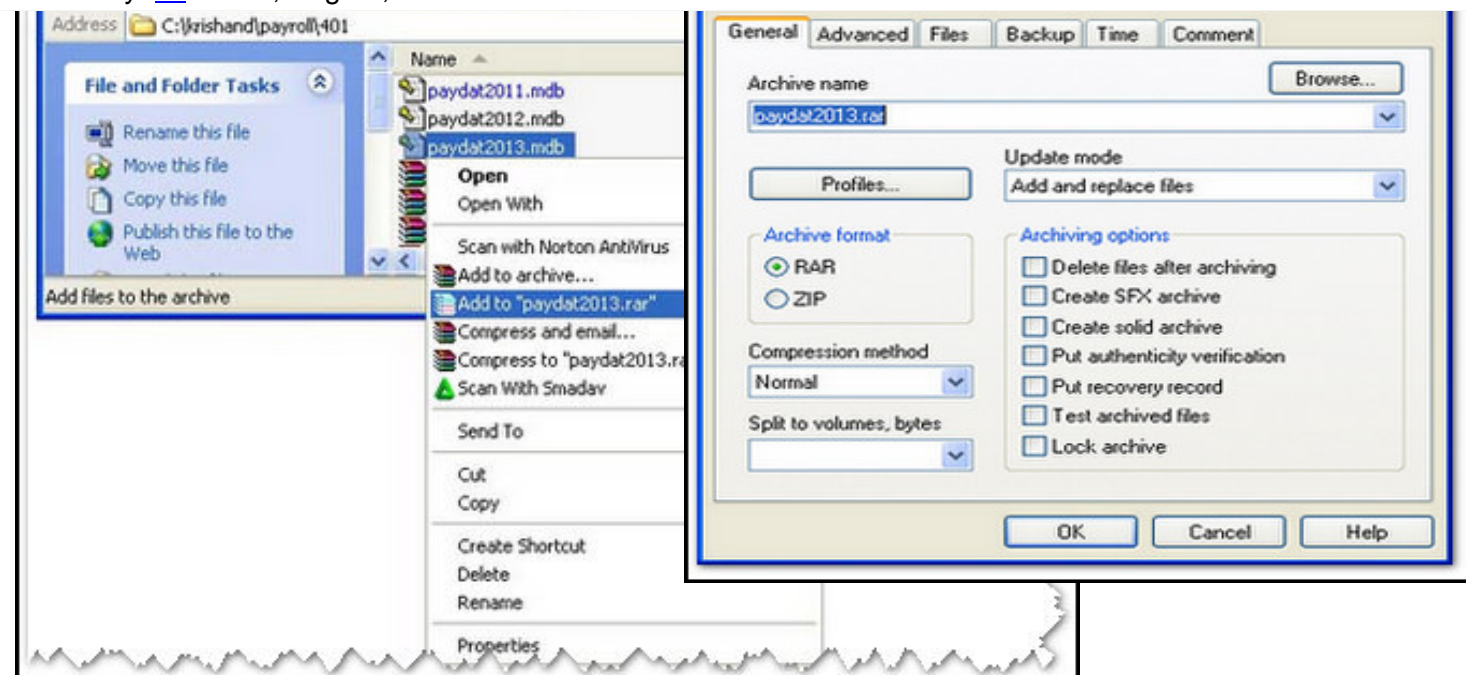 Address C:\krishand\payroll\401
File and Folder Tasks
Rename this file
Move this file
Copy this file
Publish this file to the
Web
Add files to the archive
Name
paydat2011.mdb
paydat2012.mdb
paydat2013.mdb
Open
Open With
Scan with Norton AntiVirus
Add to archive...
Add to "paydat2013.rar"
Compress and email...
Compress to "paydat2013.ra
Scan With Smadav
Send To
Cut
Copy
Create Shortcut
Delete
Rename
Properties
General Advanced Files Backup Time Comment
Archive name
Browse...
paydat2013.rar
Profiles...
Update mode
Add and replace files
Archive format
RAR
ZIP
Compression method
Normal
Split to volumes, bytes
Archiving options
Delete files after archiving
Create SFX archive
Create solid archive
Put authenticity verification
Put recovery record
Test archived files
Lock archive
OK Cancel Help